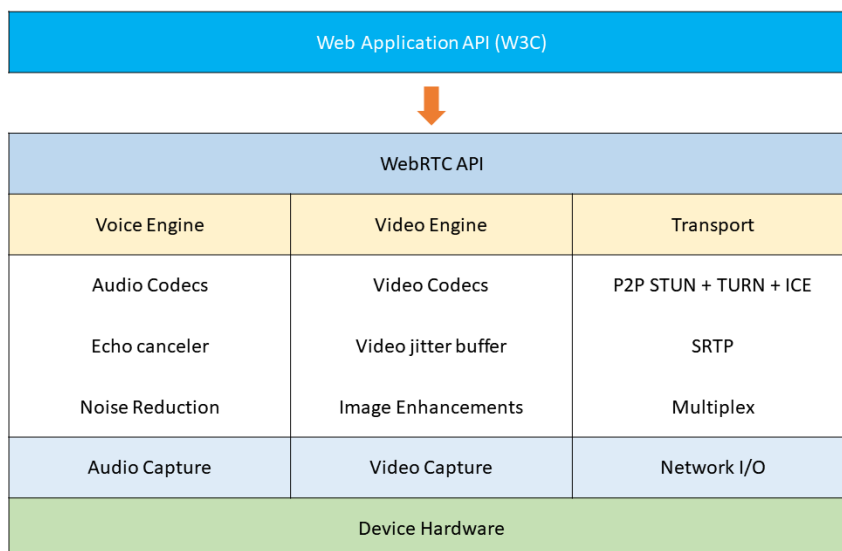 Web Application API (W3C)
WebRTC API
Voice Engine
Video Engine
Transport
Audio Codecs
Video Codecs
P2P STUN + TURN + ICE
Echo canceler
Video jitter buffer
SRTP
Noise Reduction
Image Enhancements
Multiplex
Audio Capture
Video Capture
Network I/O
Device Hardware